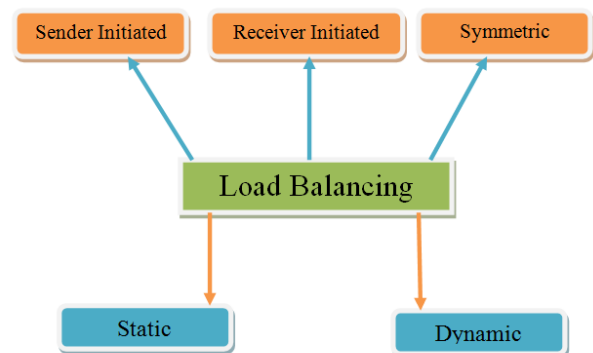 Sender Initiated
Receiver Initiated
Symmetric
Load Balancing
Static
Dynamic